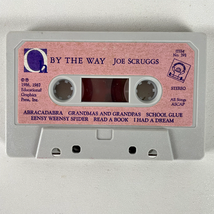 BY THE WAY JOE SCRUGGS
℗ ©
1986, 1987
Educational
Graphics
Press, Inc.
STEREO
All Songs
ASCAP
ABRACADABRA GRANDMAS AND GRANDPAS SCHOOL GLUE
EENSY WEENSY SPIDER READ A BOOK I HAD A DREAM